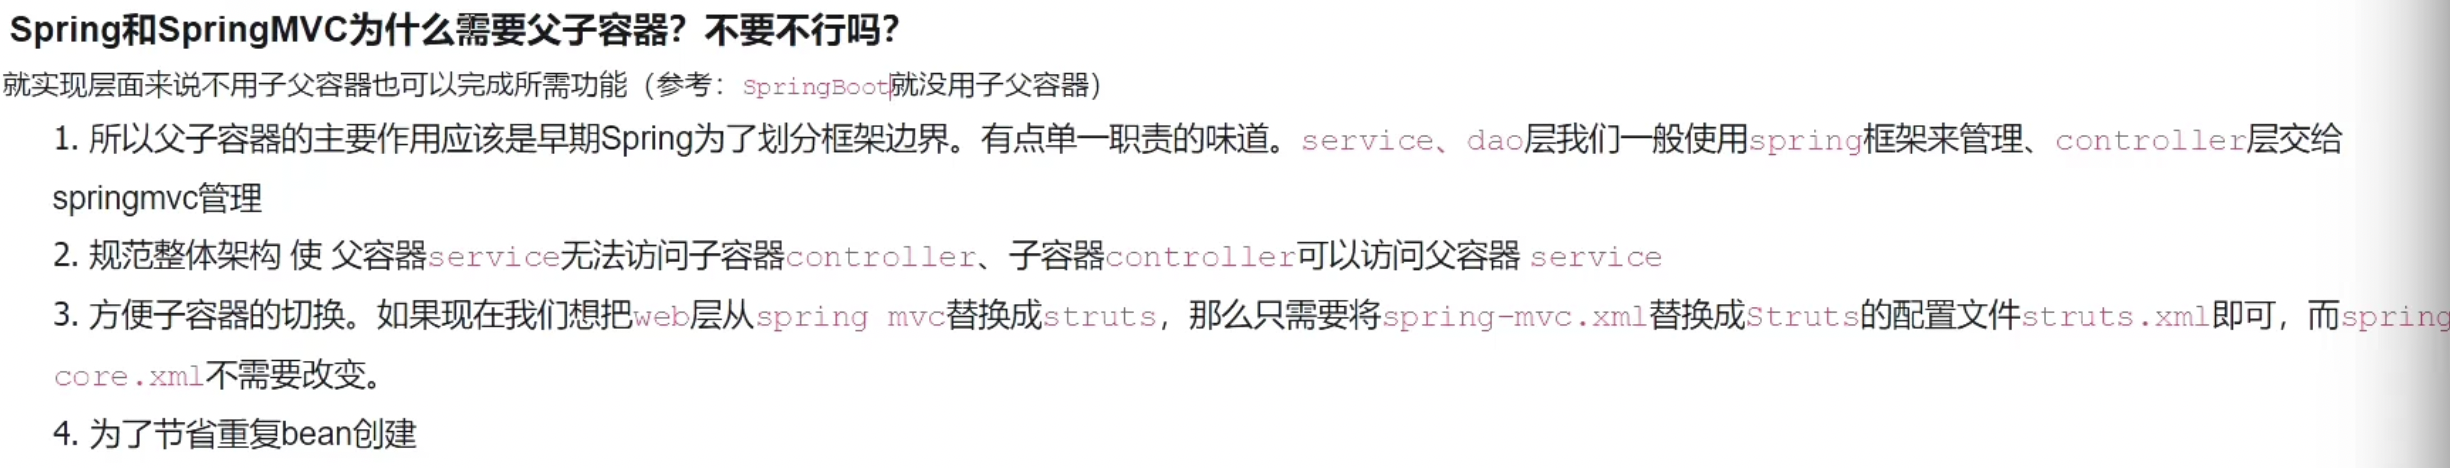 Spring和SpringMVC为什么需要父子容器？不要不行吗？
就实现层面来说不用子父容器也可以完成所需功能（参考：SpringBoot就没用子父容器）
1. 所以父子容器的主要作用应该是早期Spring为了划分框架边界。有点单一职责的味道。service、dao层我们一般使用spring框架来管理、controller层交给
springmvc管理
2. 规范整体架构 使 父容器service无法访问子容器controller、子容器controller可以访问父容器 service
3. 方便子容器的切换。如果现在我们想把web层从spring mvc替换成struts，那么只需要将spring-mvc.xml替换成Struts的配置文件struts.xml即可，而spring
core.xml不需要改变。
4. 为了节省重复bean创建